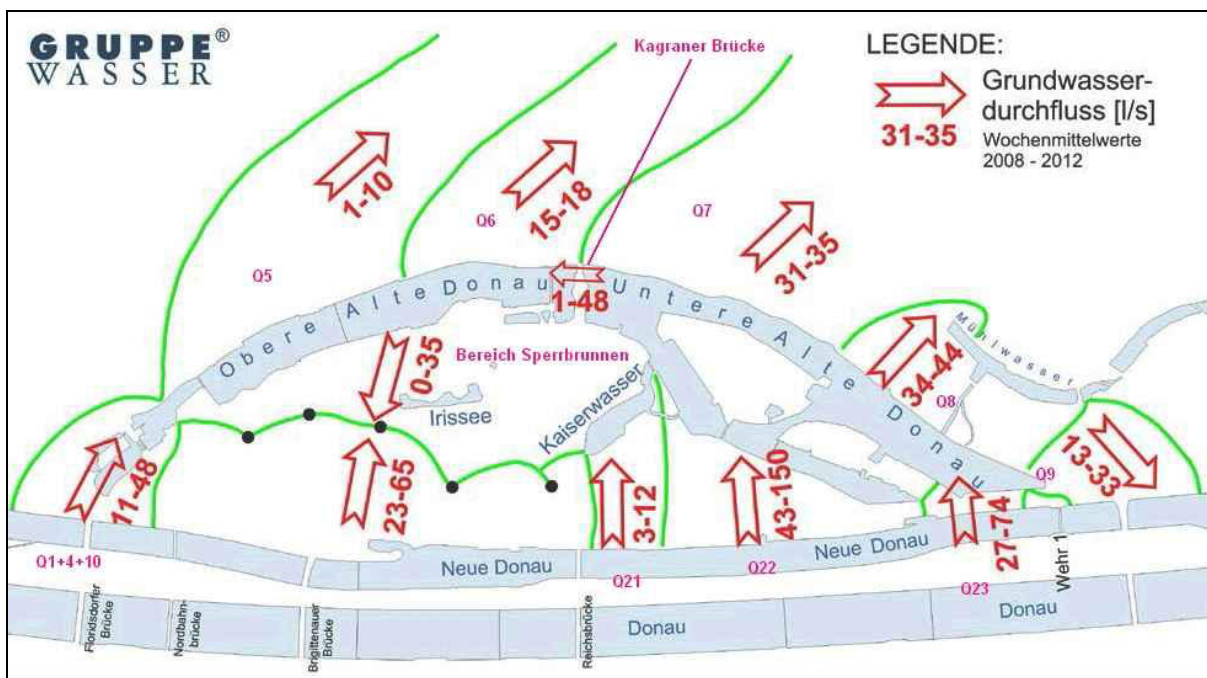 GRUPPE®
WASSER
Kagraner Brücke
LEGENDE:
Grundwasser-
durchfluss [l/s]
31-35
Wochenmittelwerte
2008 - 2012
1-10
15-18
Q6
Q7
31-35
Q5
Obere Alte Donau
1-48
Untere Alte Donau
Mühlwasser
0-35
Bereich Sperrbrunnen
34-44
Irissee
Kaiserwasser
Q8
11-48
23-65
3-12
43-150
Q9
13-33
27-74
Q1+4+10
Neue Donau
Neue Donau
Wehr 1
Q21
Q22
Q23
Floridsdorfer
Brücke
Nordbahn-
brücke
Brigittenauer
Brücke
Reichsbrücke
Donau
Donau